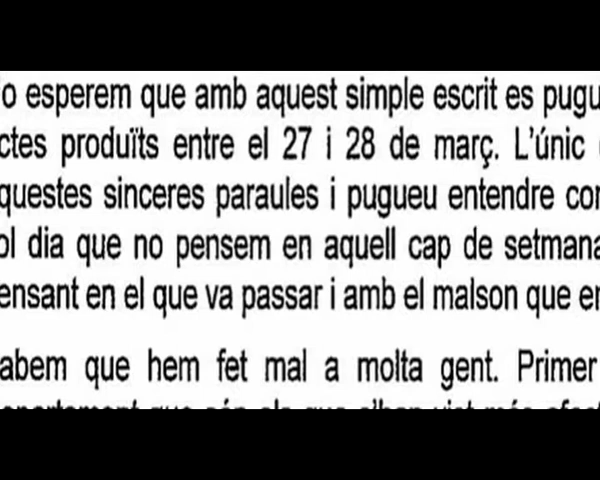 o esperem que amb aquest simple escrit es pugu
ctes produïts entre el 27 i 28 de març. L'únic
questes sinceres paraules i pugueu entendre con
ol dia que no pensem en aquell cap de setmana
ensant en el que va passar i amb el malson que en
abem que hem fet mal a molta gent. Primer